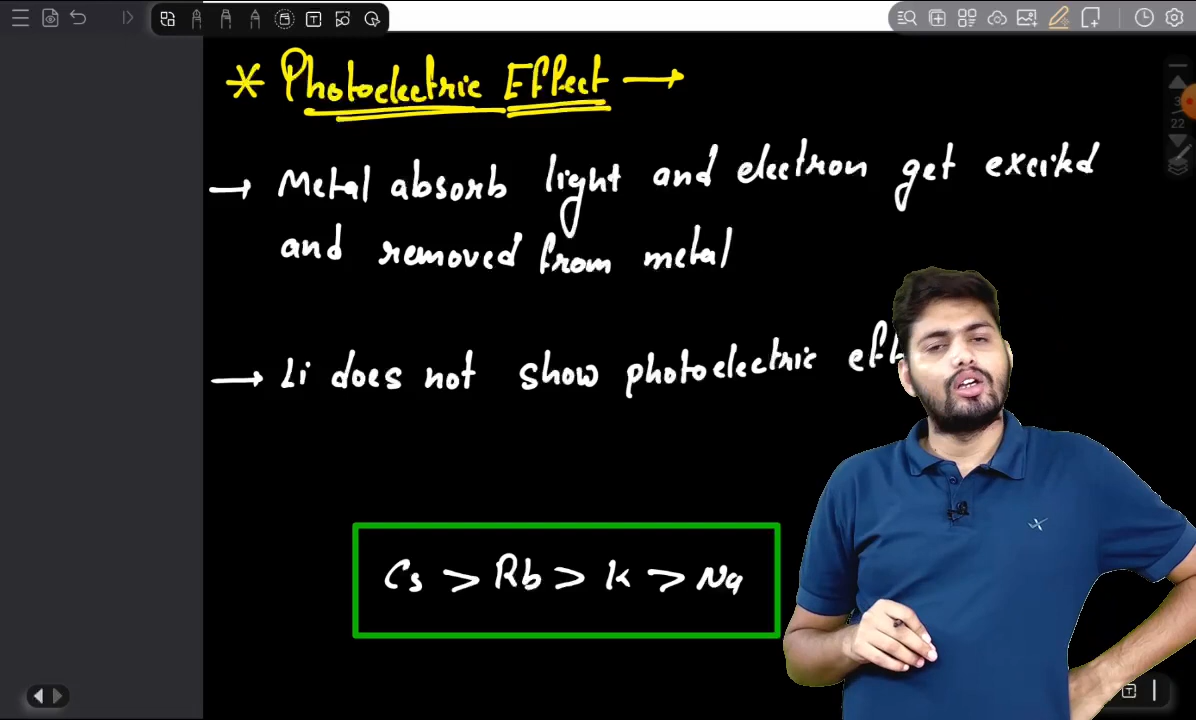 * Photoelectric Effect →
→ Metal absorb light and electron get excited
and removed from metal
→ Li does not show photoelectric
Cs > Rb > K > Na
22